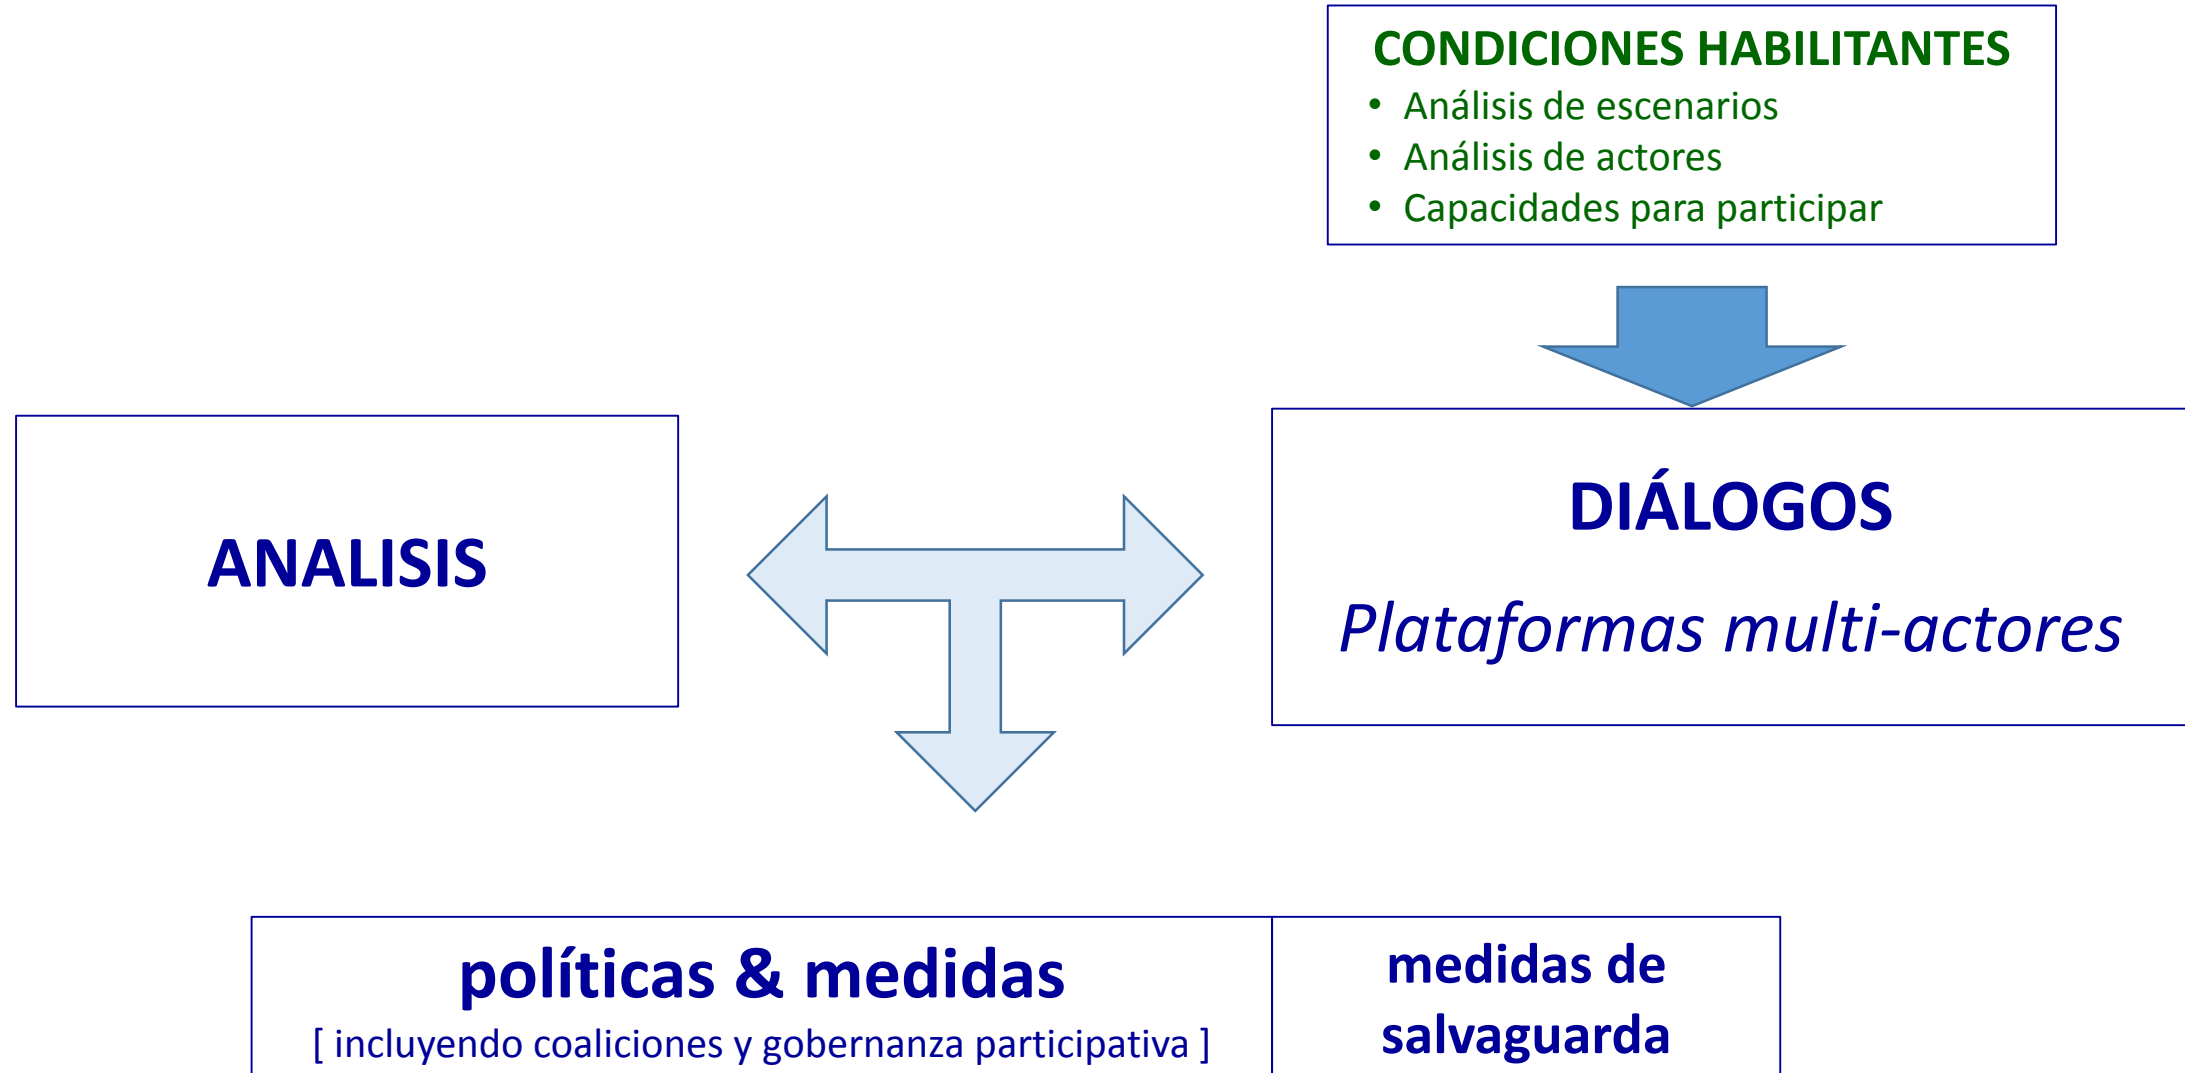 CONDICIONES HABILITANTES
• Análisis de escenarios
• Análisis de actores
• Capacidades para participar
ANALISIS
DIÁLOGOS
Plataformas multi-actores
políticas & medidas
[ incluyendo coaliciones y gobernanza participativa ]
medidas de
salvaguarda